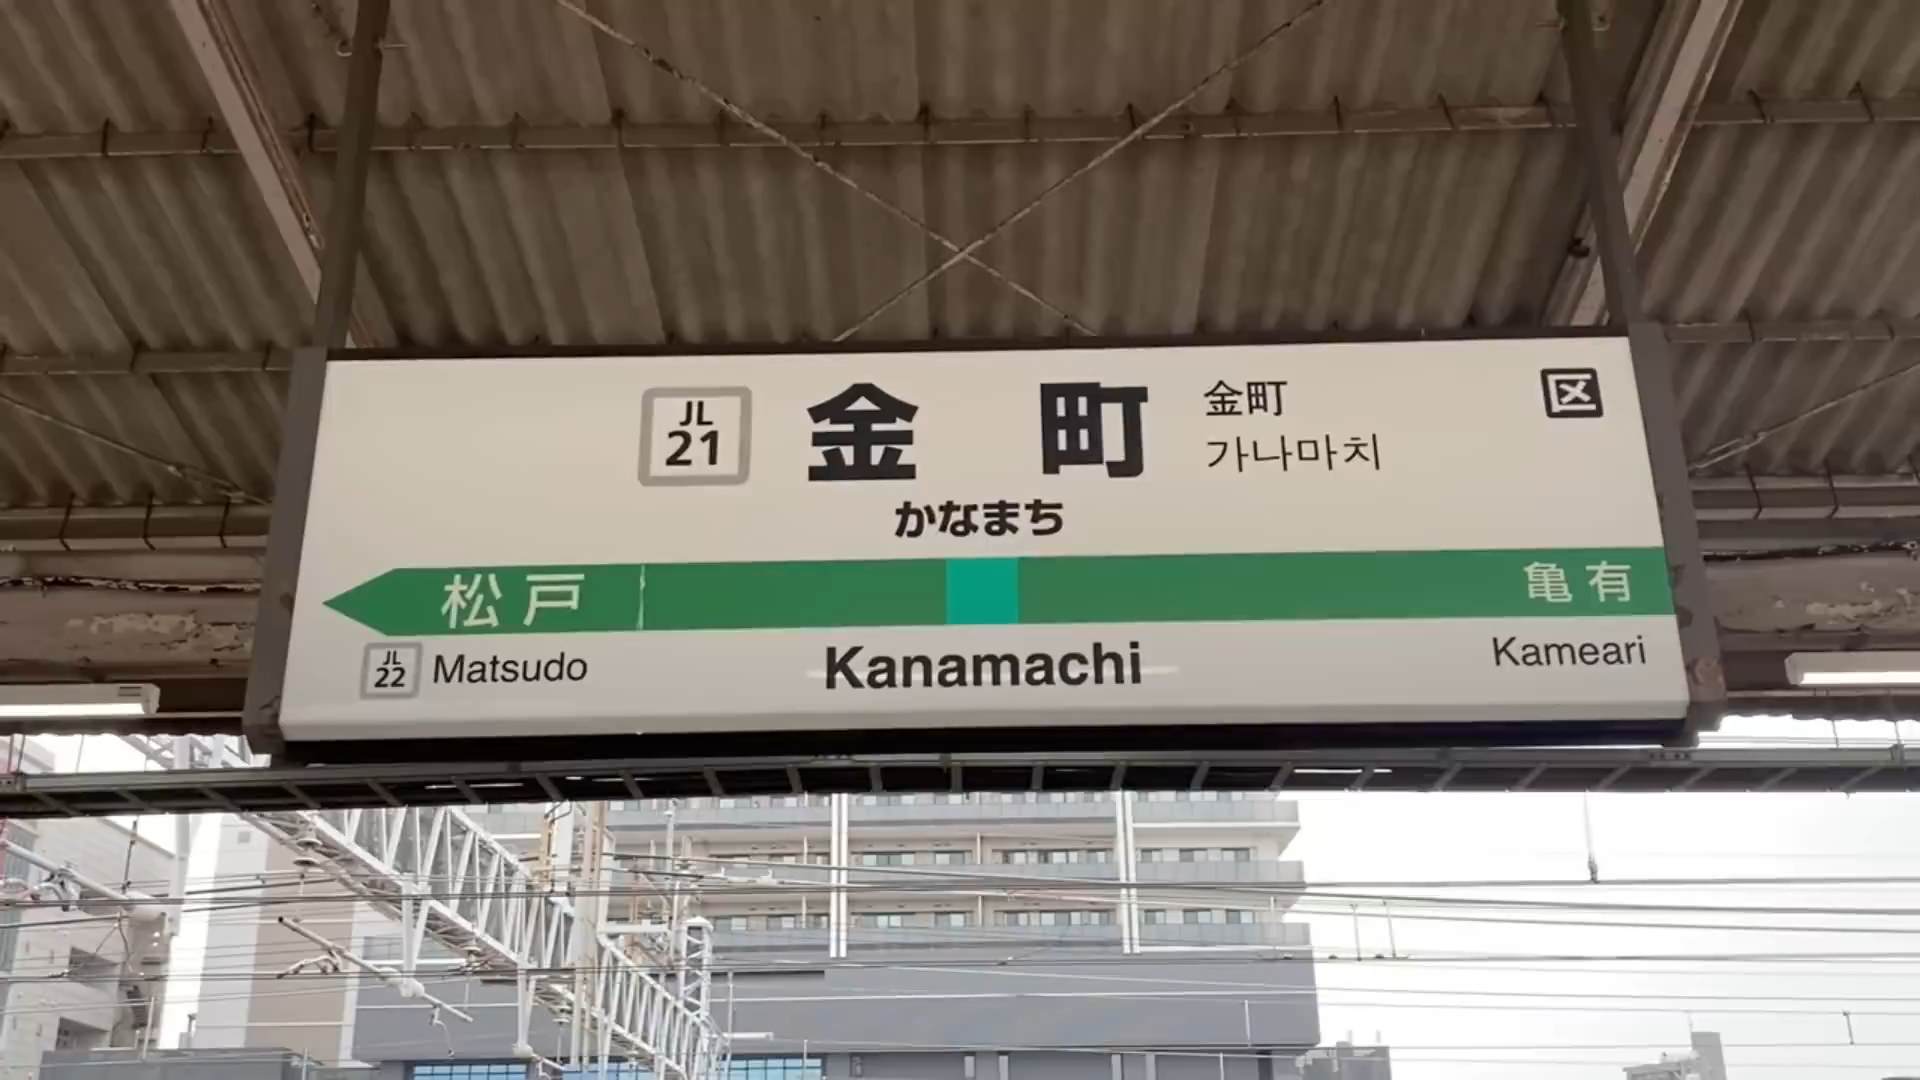 JL
21
金町
金町
가나마치
区
かなまち
松戸
亀有
JL
22
Matsudo
Kanamachi
Kameari